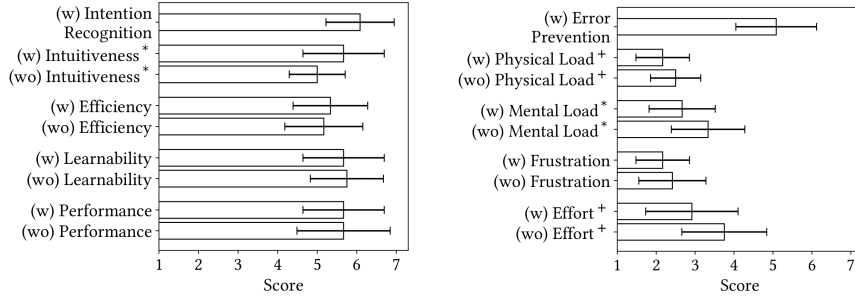 (w) Intention
Recognition
(w) Intuitiveness*
(wo) Intuitiveness*
(w) Efficiency
(wo) Efficiency
(w) Learnability
(wo) Learnability
(w) Performance
(wo) Performance
1 2 3 4 5 6 7
Score
(w) Error
Prevention
(w) Physical Load+
(wo) Physical Load+
(w) Mental Load*
(wo) Mental Load*
(w) Frustration
(wo) Frustration
(w) Effort+
(wo) Effort+
1 2 3 4 5 6 7
Score